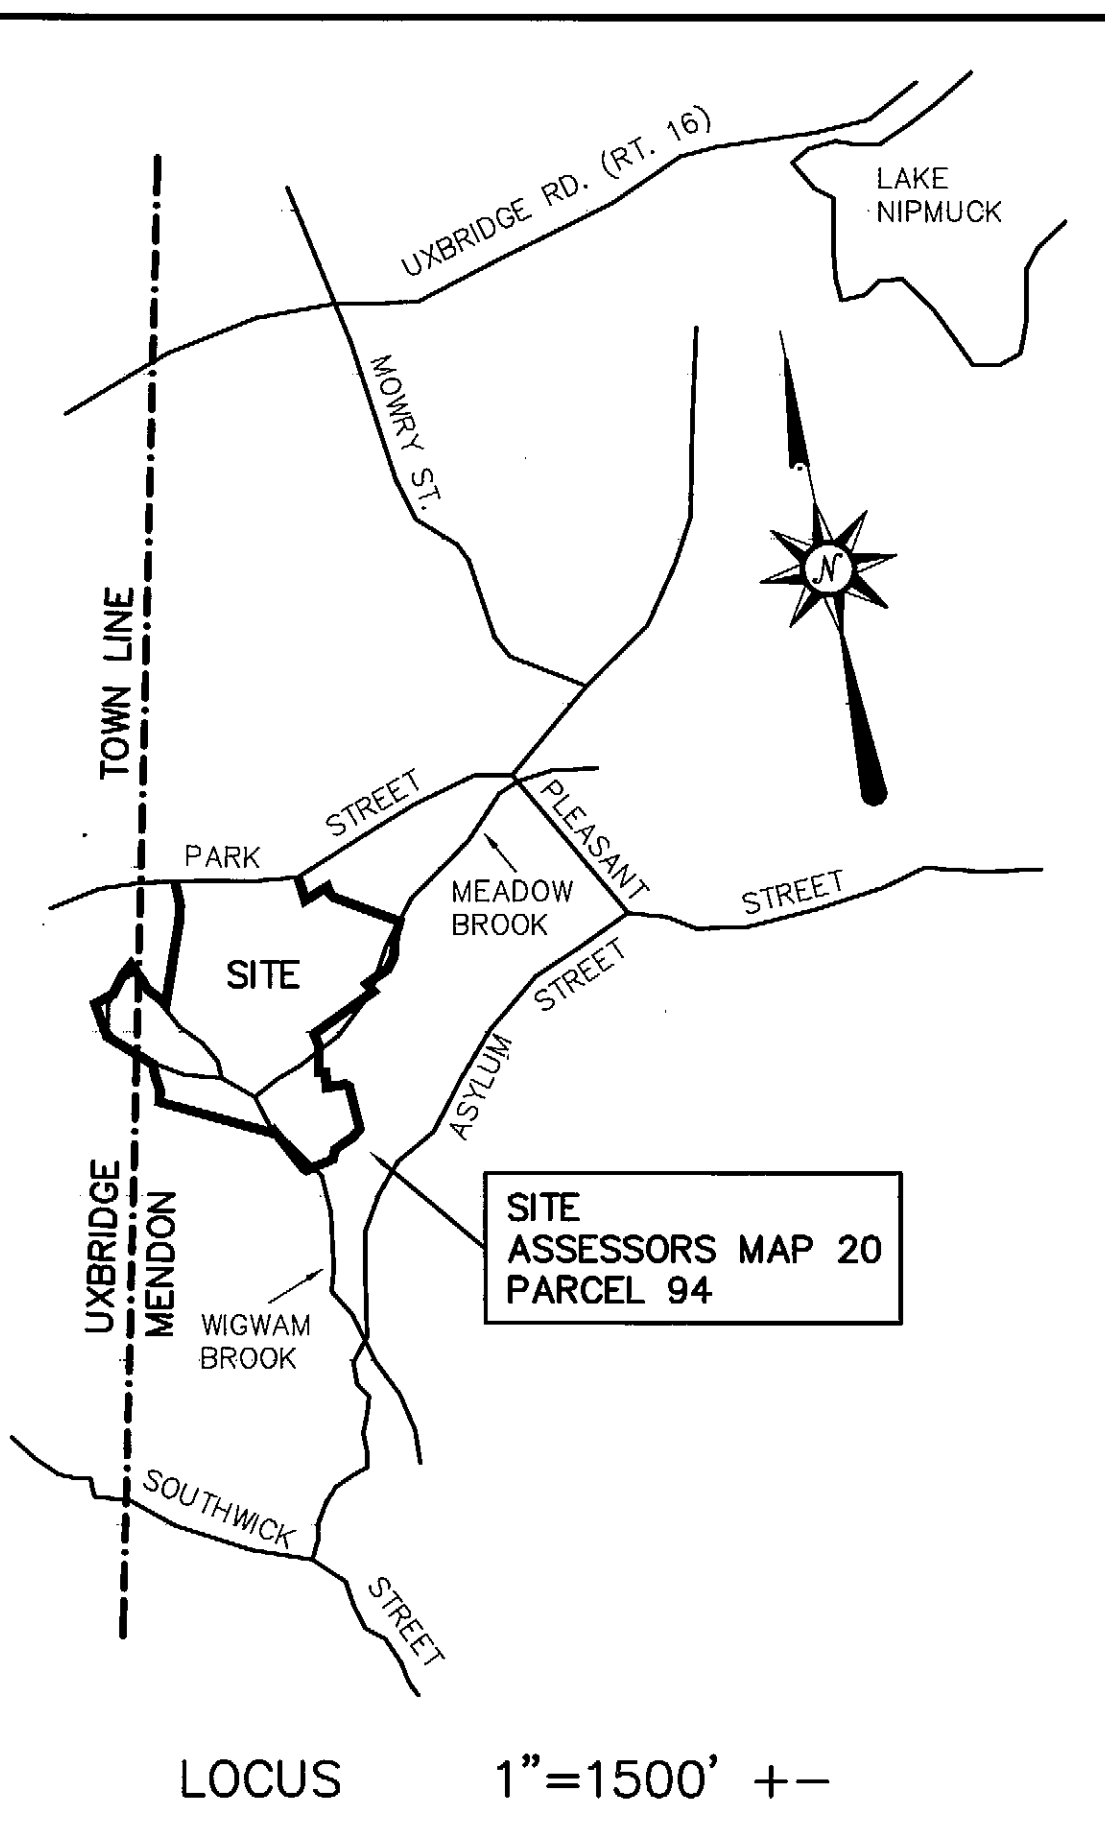 UXBRIDGE RD. (RT. 16)
LAKE
NIPMUCK
MOWRY ST.
N
TOWN LINE
PARK STREET
PLEASANT STREET
MEADOW
BROOK
SITE
ASYLUM STREET
SITE
ASSESSORS MAP 20
PARCEL 94
UXBRIDGE
MENDON
WIGWAM
BROOK
SOUTHWICK STREET
LOCUS 1"=1500' +-